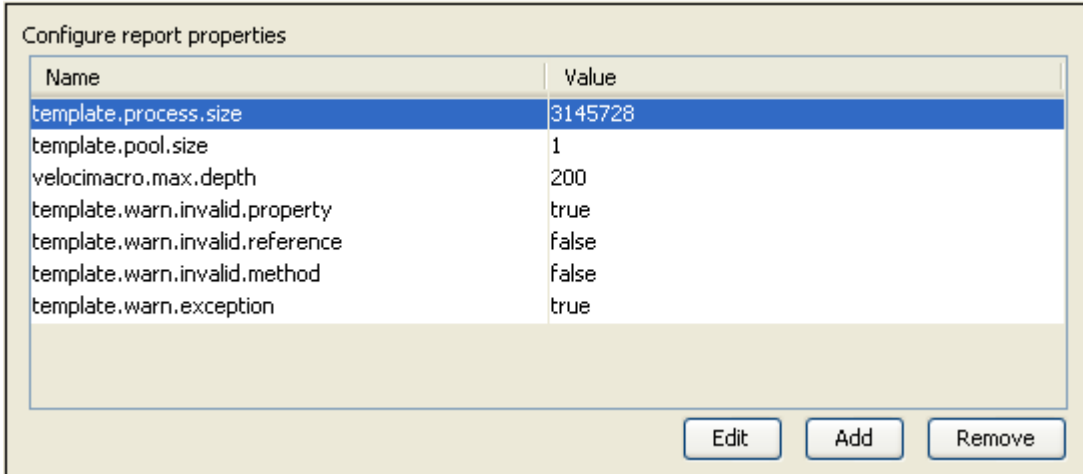 Configure report properties
Name Value
template.process.size 3145728
template.pool.size 1
velocimacro.max.depth 200
template.warn.invalid.property true
template.warn.invalid.reference false
template.warn.invalid.method false
template.warn.exception true
Edit Add Remove